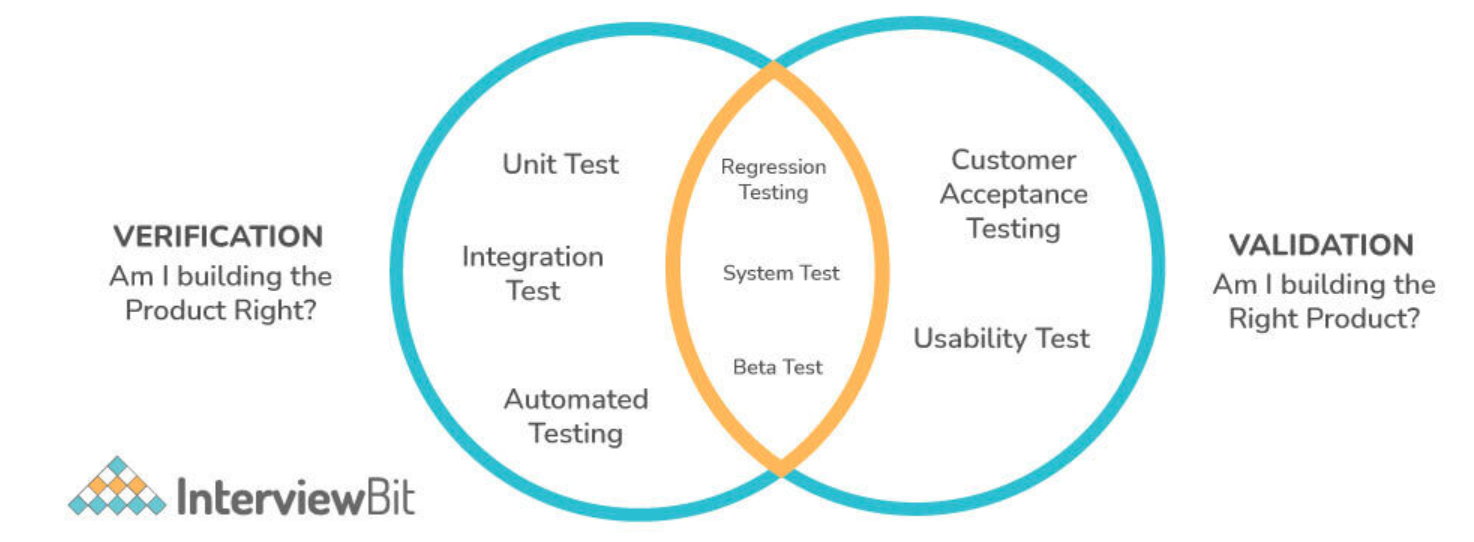 VERIFICATION
Am I building the
Product Right?
Unit Test
Integration
Test
Automated
Testing
Regression
Testing
System Test
Beta Test
Customer
Acceptance
Testing
Usability Test
VALIDATION
Am I building the
Right Product?
InterviewBit